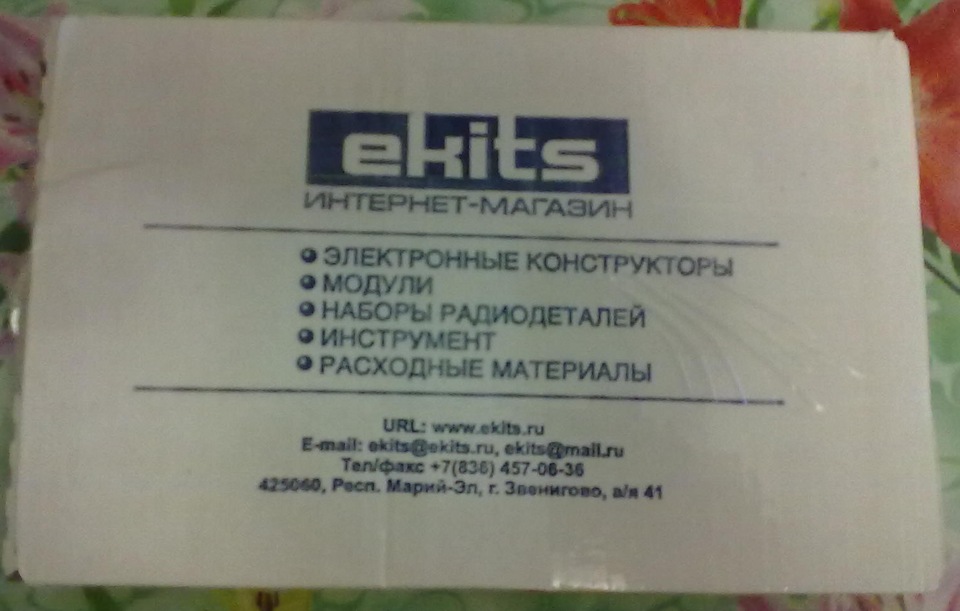 ekits
ИНТЕРНЕТ-МАГАЗИН
ЭЛЕКТРОННЫЕ КОНСТРУКТОРЫ
МОДУЛИ
НАБОРЫ РАДИОДЕТАЛЕЙ
ИНСТРУМЕНТ
РАСХОДНЫЕ МАТЕРИАЛЫ
URL: www.ekits.ru
E-mail: ekits@ekits.ru, ekits@mail.ru
Тел/факс +7(836) 457-06-36
425060, Респ. Марий-Эл, г. Звенигово, а/я 41